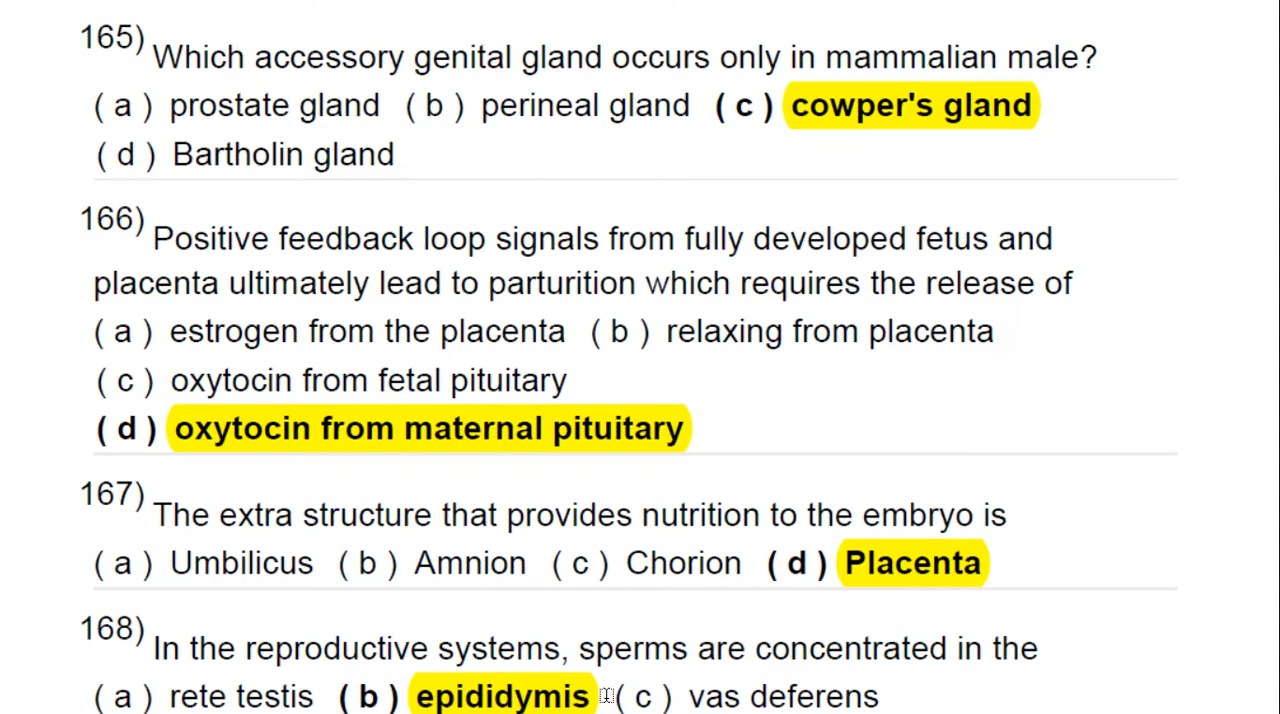 165) Which accessory genital gland occurs only in mammalian male?
( a ) prostate gland ( b ) perineal gland ( c ) cowper's gland
( d ) Bartholin gland
166) Positive feedback loop signals from fully developed fetus and
placenta ultimately lead to parturition which requires the release of
( a ) estrogen from the placenta ( b ) relaxing from placenta
( c ) oxytocin from fetal pituitary
( d ) oxytocin from maternal pituitary
167) The extra structure that provides nutrition to the embryo is
( a ) Umbilicus ( b ) Amnion ( c ) Chorion ( d ) Placenta
168) In the reproductive systems, sperms are concentrated in the
( a ) rete testis ( b ) epididymis ( c ) vas deferens